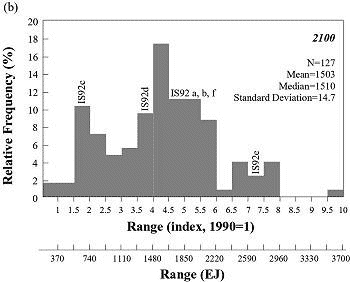 (b)
2100
N=127
Mean=1503
Median=1510
Standard Deviation=14.7
Relative Frequency (%)
18
16
14
12
10
8
6
4
2
0
IS92c
IS92d
IS92 a, b, f
IS92e
1 1.5 2 2.5 3 3.5 4 4.5 5 5.5 6 6.5 7 7.5 8 8.5 9 9.5 10
Range (index, 1990=1)
370 740 1110 1480 1850 2220 2590 2960 3330 3700
Range (EJ)